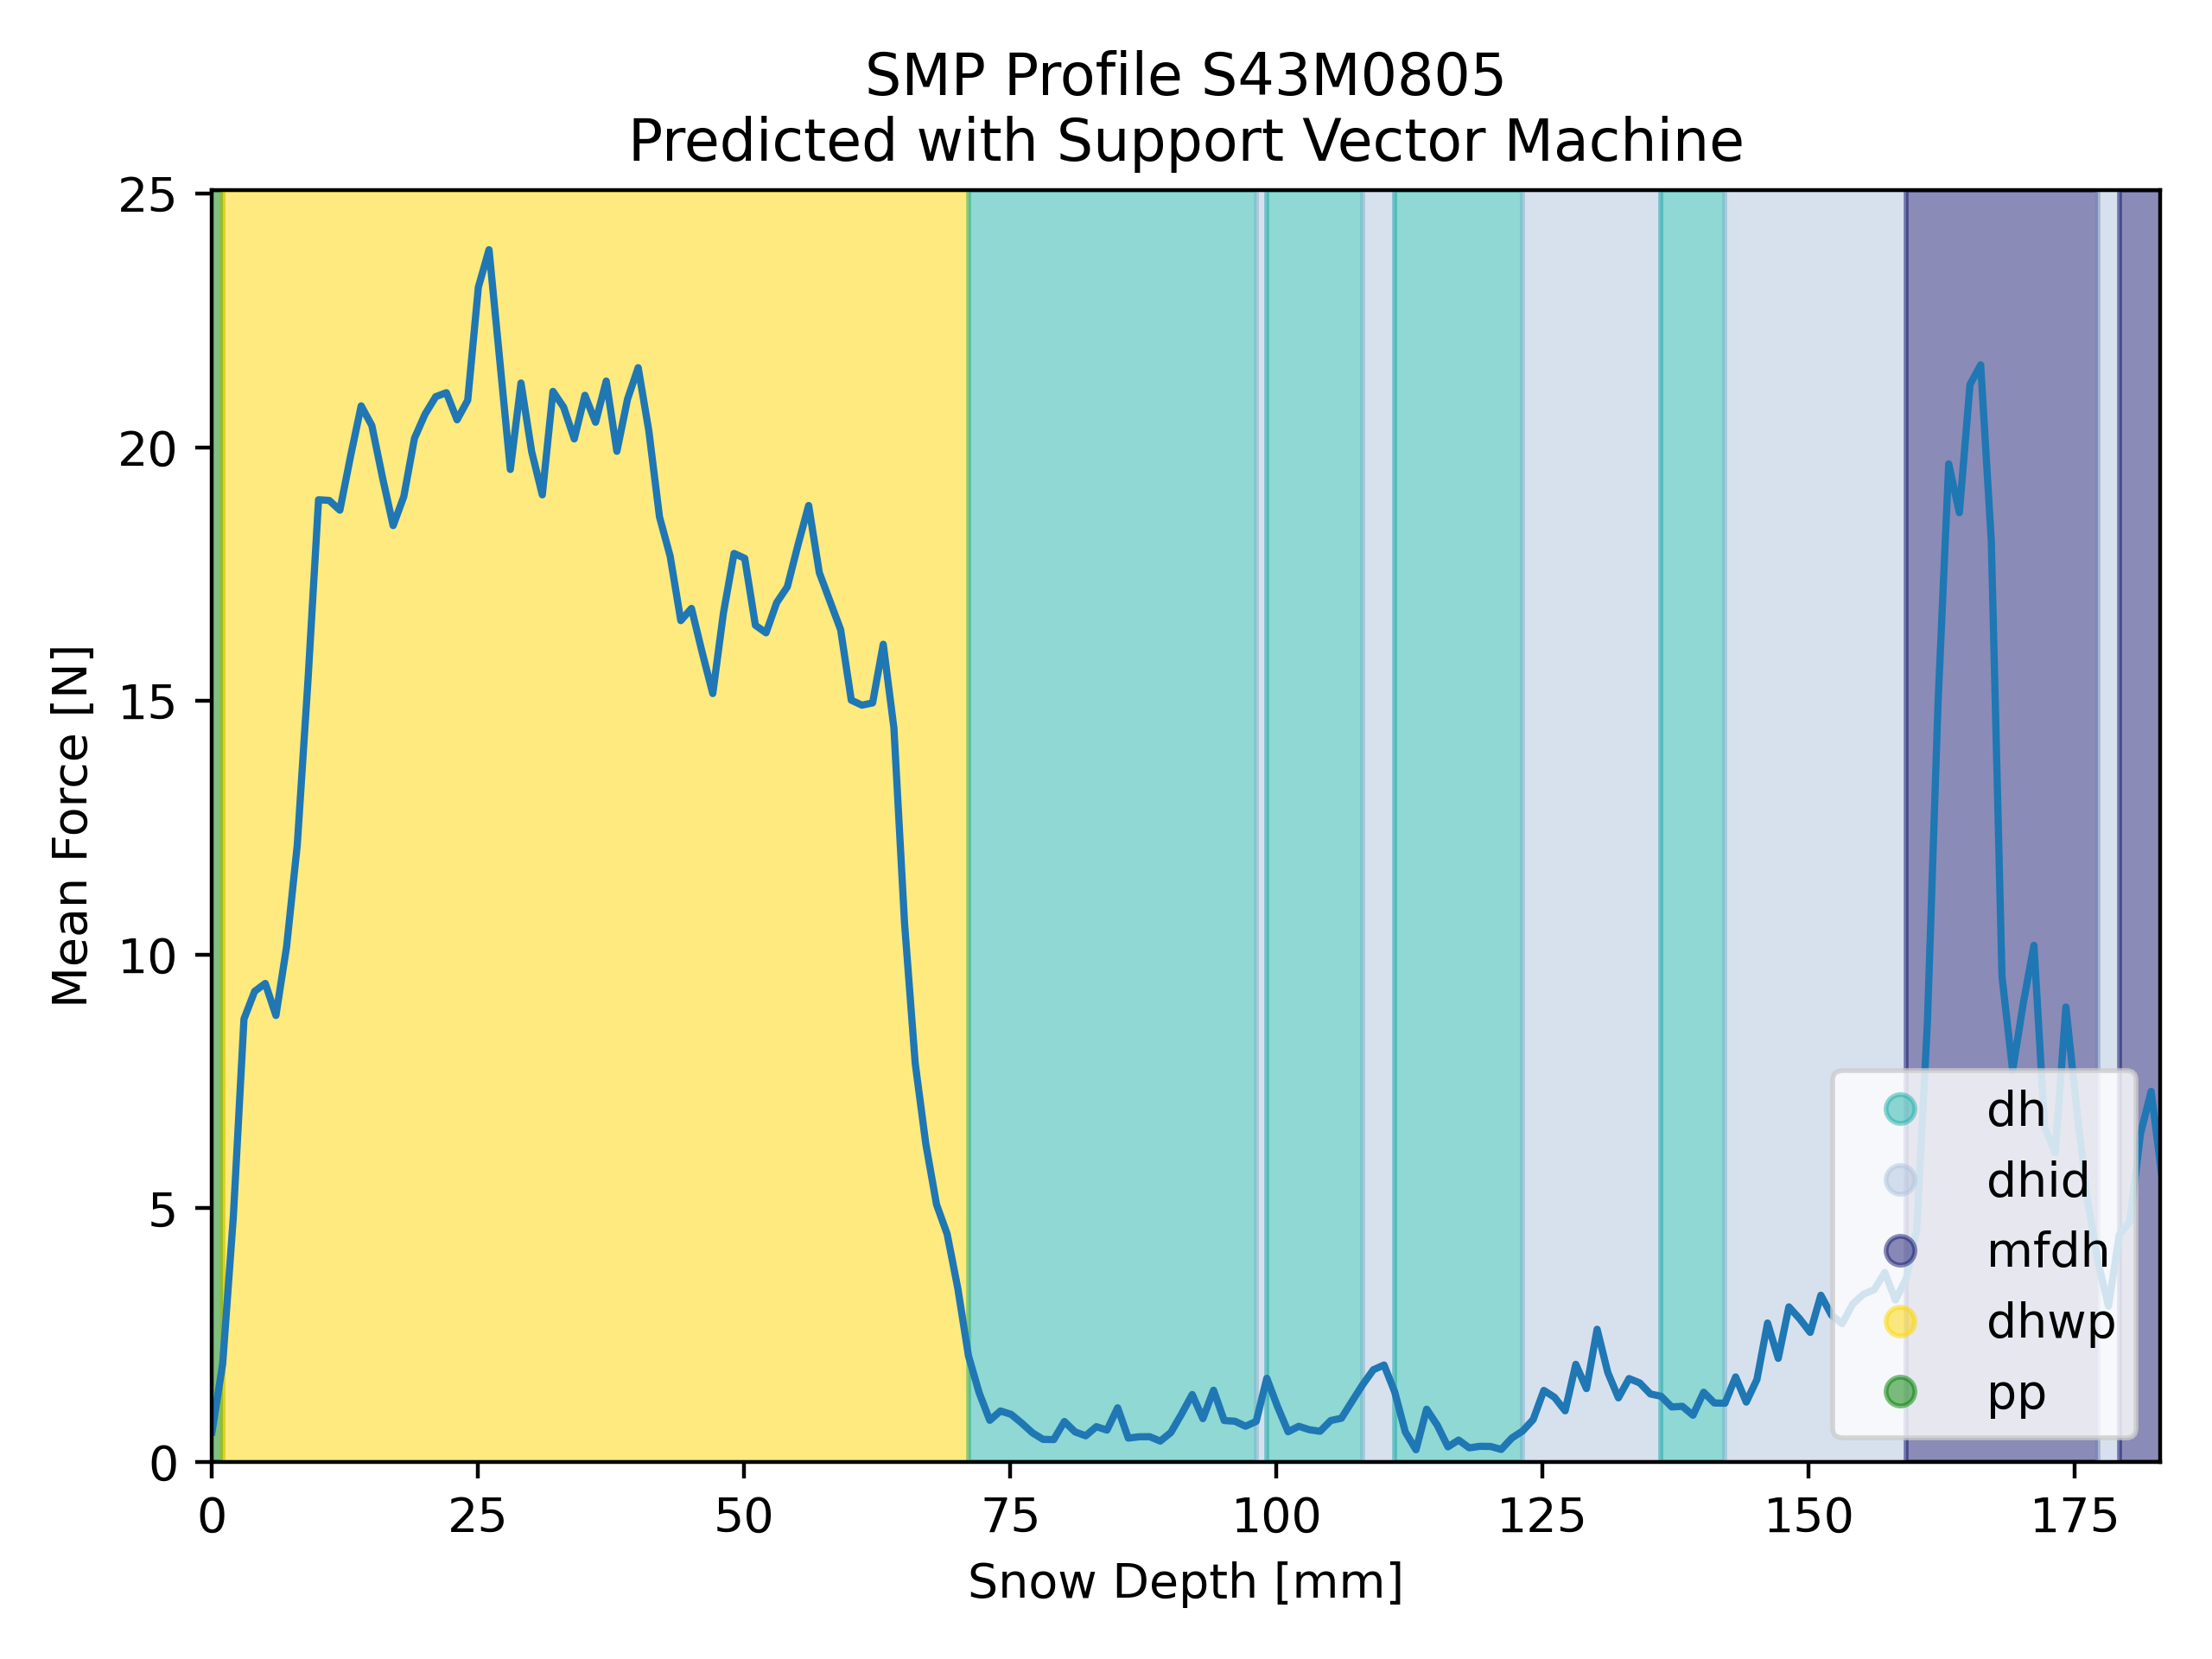 SMP Profile S43M0805
Predicted with Support Vector Machine
25
20
15
10
5
0
Mean Force [N]
0 25 50 75 100 125 150 175
Snow Depth [mm]
dh
dhid
mfdh
dhwp
pp